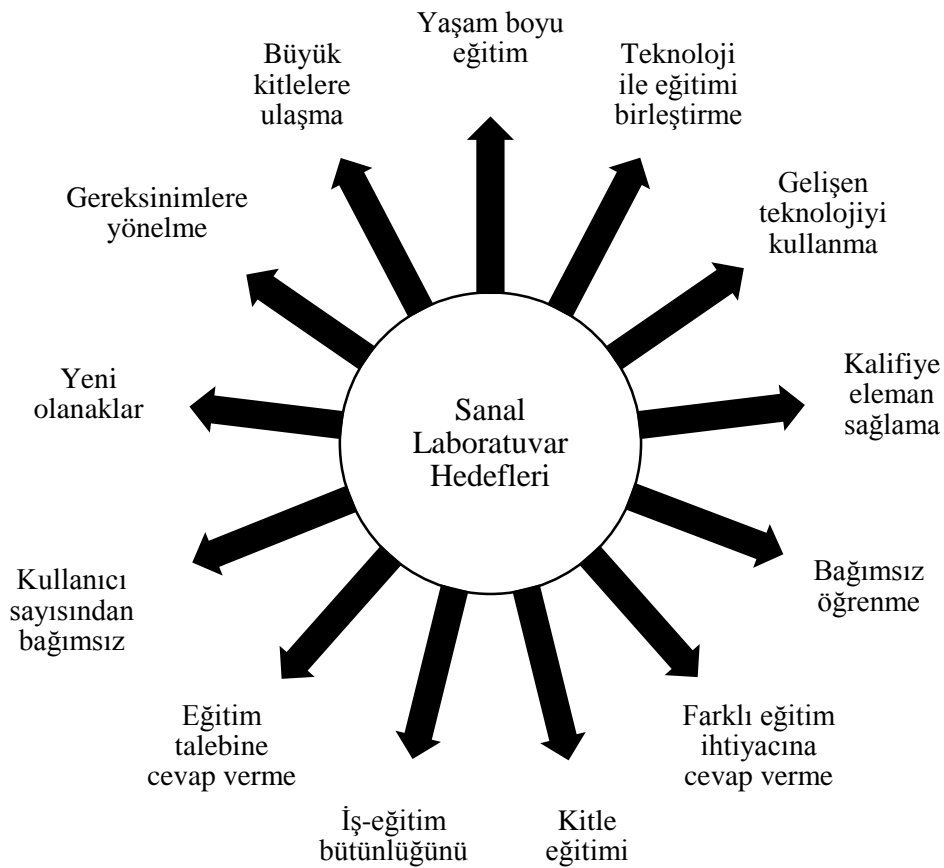 Yaşam boyu
eğitim
Teknoloji
ile eğitimi
birleştirme
Gelişen
teknolojiyi
kullanma
Kalifiye
eleman
sağlama
Bağımsız
öğrenme
Farklı eğitim
ihtiyacına
cevap verme
Kitle
eğitimi
İş-eğitim
bütünlüğünü
Eğitim
talebine
cevap verme
Kullanıcı
sayısından
bağımsız
Yeni
olanaklar
Gereksinimlere
yönelme
Büyük
kitlelere
ulaşma
Sanal
Laboratuvar
Hedefleri